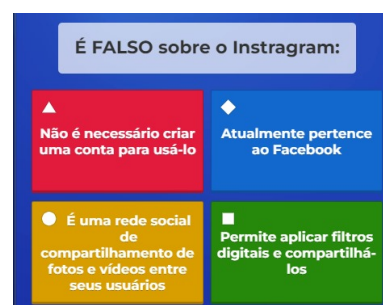 É FALSO sobre o Instragram:
Não é necessário criar
uma conta para usá-lo
Atualmente pertence
ao Facebook
É uma rede social
de
compartilhamento de
fotos e vídeos entre
seus usuários
Permite aplicar filtros
digitais e compartilhá-
los